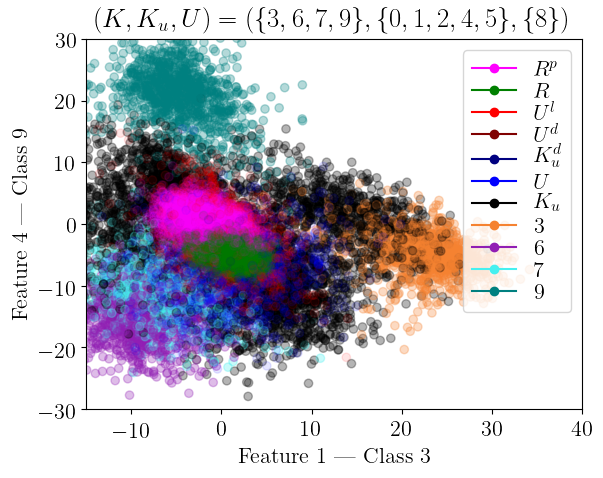 (K, K_u, U) = ({3, 6, 7, 9}, {0, 1, 2, 4, 5}, {8})
30
20
10
0
−10
−20
−30
Feature 4 — Class 9
R^p
R
U^l
U^d
K_u^d
U
K_u
3
6
7
9
−10
0
10
20
30
40
Feature 1 — Class 3